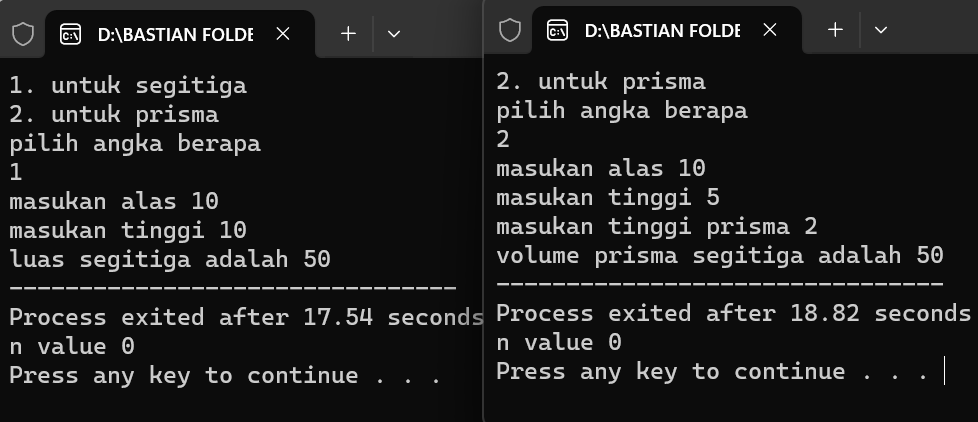 D:\BASTIAN FOLDE
1. untuk segitiga
2. untuk prisma
pilih angka berapa
1
masukan alas 10
masukan tinggi 10
luas segitiga adalah 50
--------------------------------
Process exited after 17.54 seconds
n value 0
Press any key to continue . . .
D:\BASTIAN FOLDE
2. untuk prisma
pilih angka berapa
2
masukan alas 10
masukan tinggi 5
masukan tinggi prisma 2
volume prisma segitiga adalah 50
--------------------------------
Process exited after 18.82 seconds
n value 0
Press any key to continue . . .